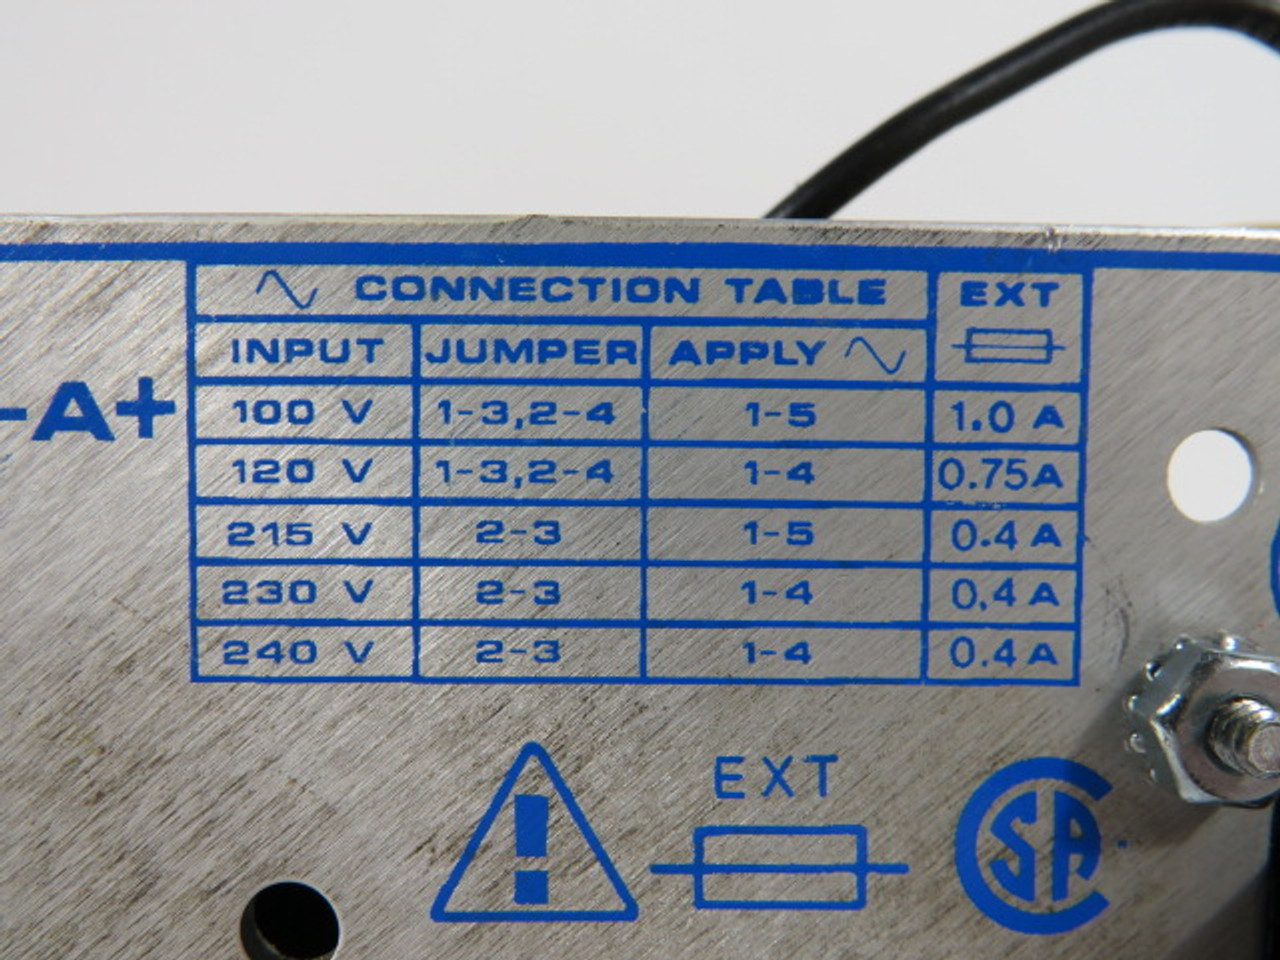 CONNECTION TABLE EXT
INPUT JUMPER APPLY
-A+
100 V 1-3,2-4 1-5 1.0 A
120 V 1-3,2-4 1-4 0.75A
215 V 2-3 1-5 0.4 A
230 V 2-3 1-4 0.4 A
240 V 2-3 1-4 0.4 A
EXT
CSA